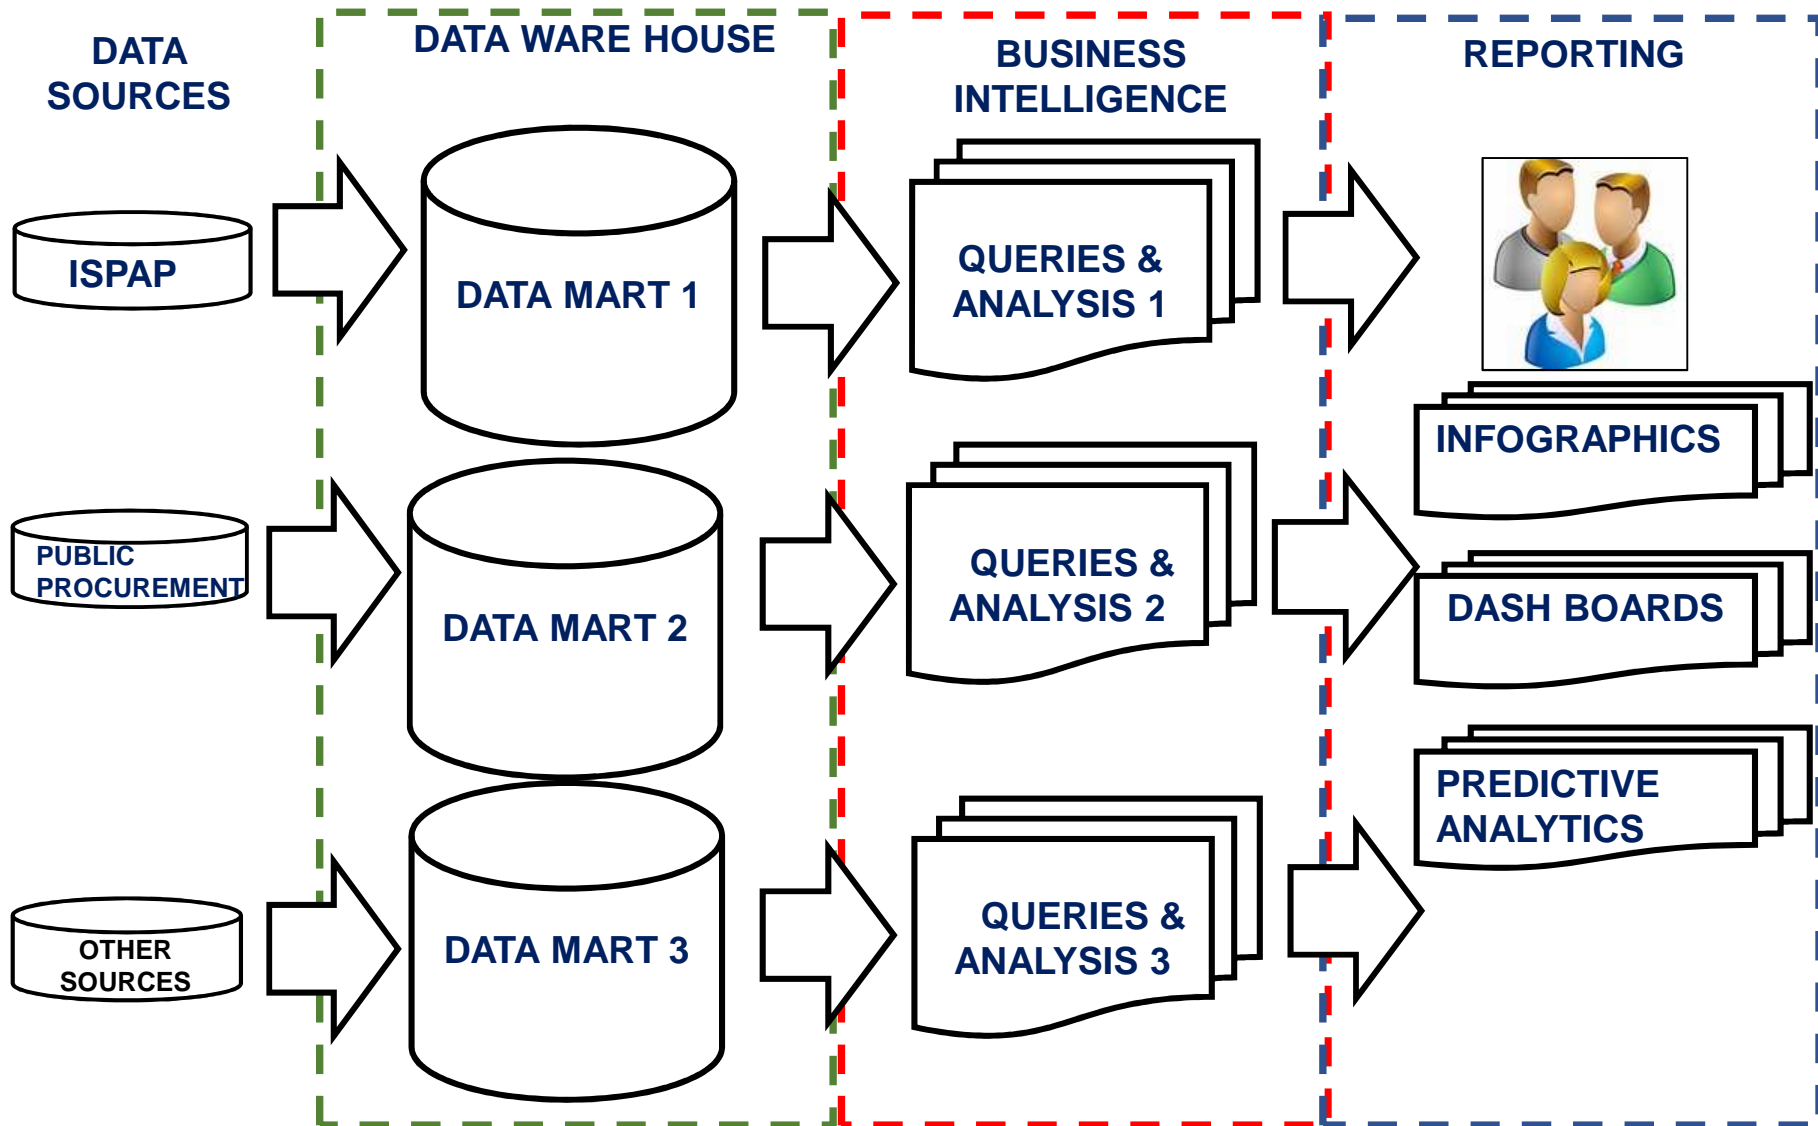 DATA
SOURCES
DATA WARE HOUSE
BUSINESS
INTELLIGENCE
REPORTING
ISPAP
DATA MART 1
QUERIES &
ANALYSIS 1
INFOGRAPHICS
PUBLIC
PROCUREMENT
DATA MART 2
QUERIES &
ANALYSIS 2
DASH BOARDS
PREDICTIVE
ANALYTICS
OTHER
SOURCES
DATA MART 3
QUERIES &
ANALYSIS 3